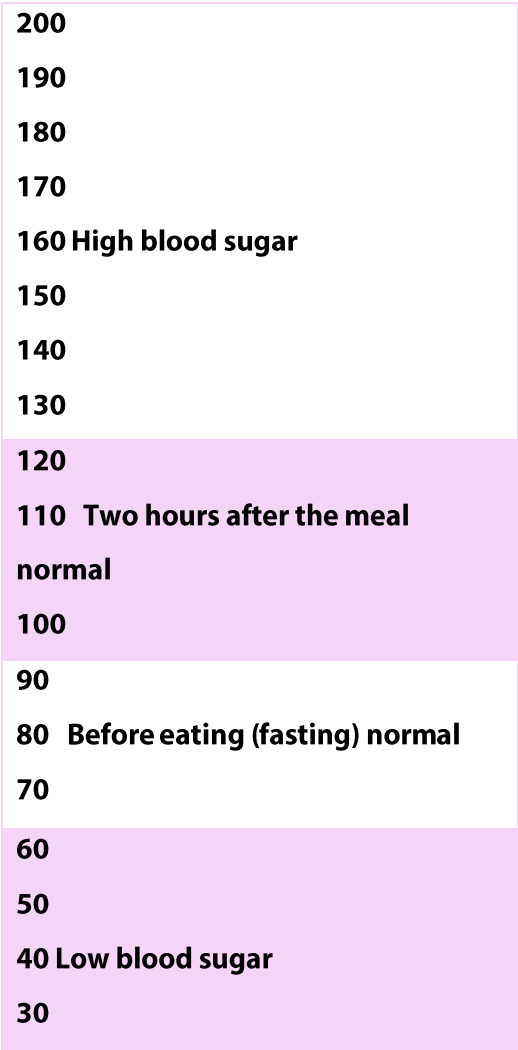 200
190
180
170
160 High blood sugar
150
140
130
120
110 Two hours after the meal
normal
100
90
80 Before eating (fasting) normal
70
60
50
40 Low blood sugar
30